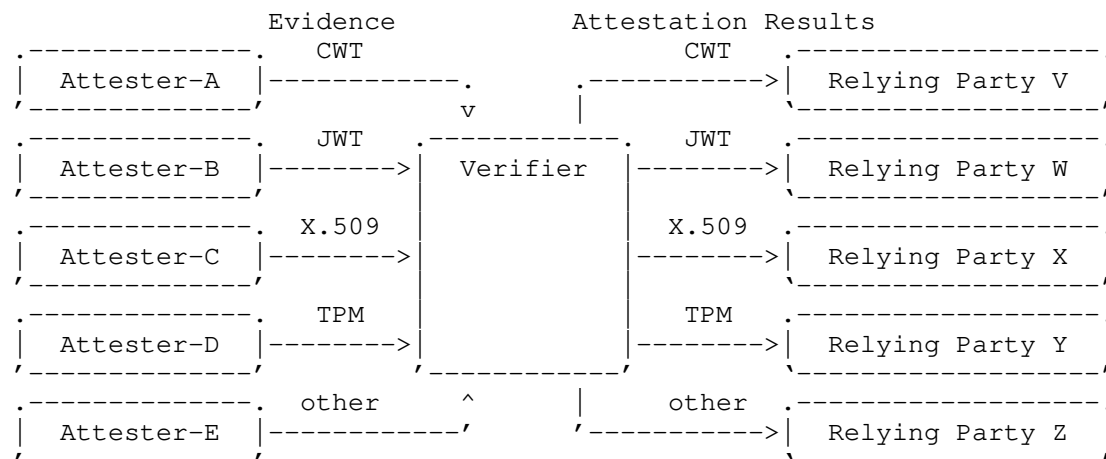 Evidence Attestation Results
CWT CWT
Attester-A Relying Party V
v
JWT JWT
Attester-B Verifier Relying Party W
X.509 X.509
Attester-C Relying Party X
TPM TPM
Attester-D Relying Party Y
other ^ other
Attester-E Relying Party Z